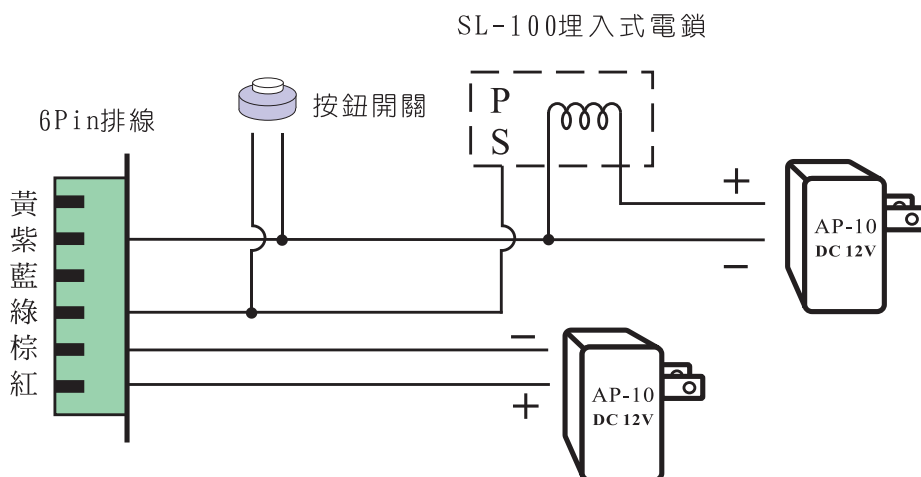 SL-100埋入式電鎖
按鈕開關
6Pin排線
P
S
黃
紫
藍
綠
棕
紅
+
−
AP-10
DC 12V
−
+
AP-10
DC 12V